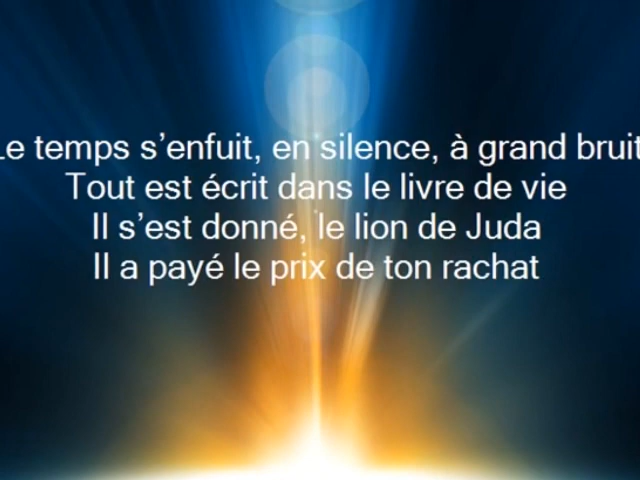 Le temps s’enfuit, en silence, à grand bruit
Tout est écrit dans le livre de vie
Il s’est donné, le lion de Juda
Il a payé le prix de ton rachat